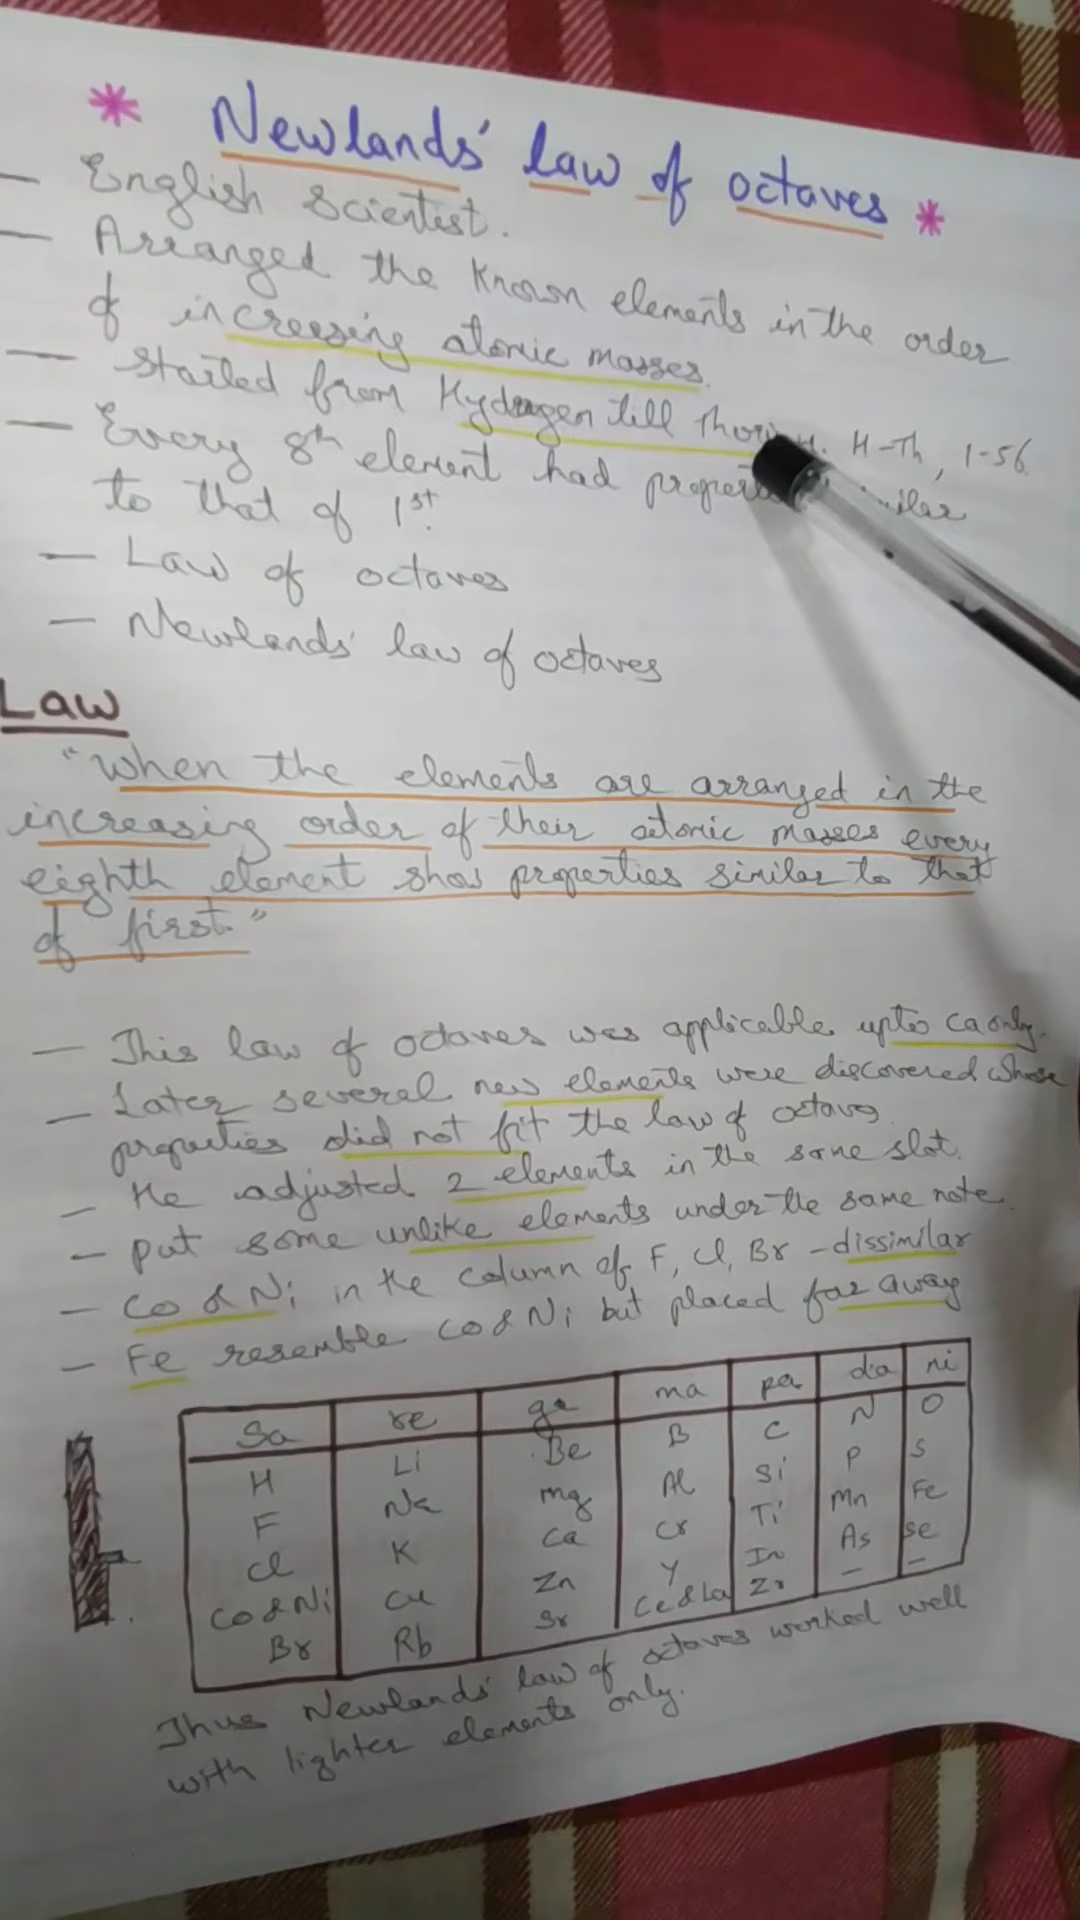 * Newlands' law of octaves *
— English Scientist.
— Arranged the known elements in the order
of increesing atomic masses.
— started from Hydrogen till H-Th, 1-56.
— Every 8th element had
to that of 1st.
— Law of octaves
— Newlands' law of octaves
Law
"When the elements are arranged in the
increasing order of their atomic masses every
eighth element show properties similar to that
of first."
— This law of octaves was applicable upto ca only.
— Later several new elements were discovered whose
properties did not fit the law of octavs.
— He adjusted 2 elements in the same slot.
— put some unlike elements under the same note.
— Co & Ni in the column of F, Cl, Br - dissimilar
— Fe resemble co & Ni but placed far away
Sa re ga ma pa da ni
H Li Be B C N O
F Na mg Al Si P S
Cl K Ca Cr Ti Mn Fe
Co & Ni Cu Zn Y In As Se
Br Rb Sr Ce & La Zr — —
Thus Newlands' law of octaves worked well
with lighter elements only.